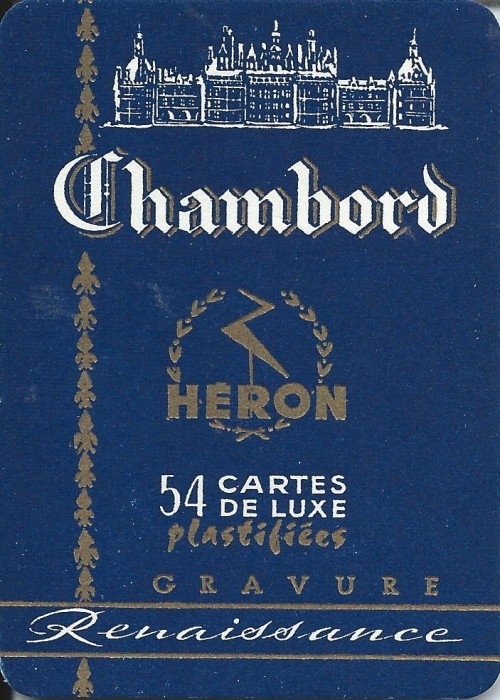 Chambord
HERON
54 CARTES
DE LUXE
plastifiées
GRAVURE
Renaissance